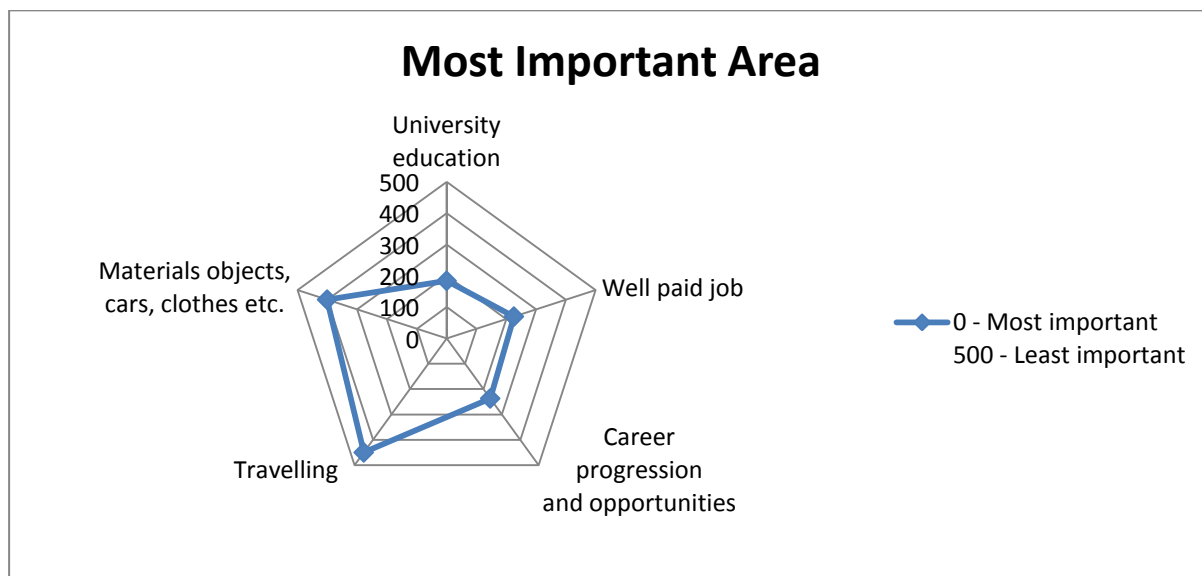 Most Important Area
University
education
500
400
300
200
100
0
Well paid job
Career
progression
and opportunities
Travelling
Materials objects,
cars, clothes etc.
0 - Most important
500 - Least important